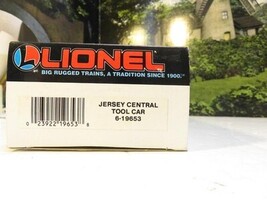 LIONEL
BIG RUGGED TRAINS, A TRADITION SINCE 1900.
JERSEY CENTRAL
TOOL CAR
6-19653
0 23922 19653 8